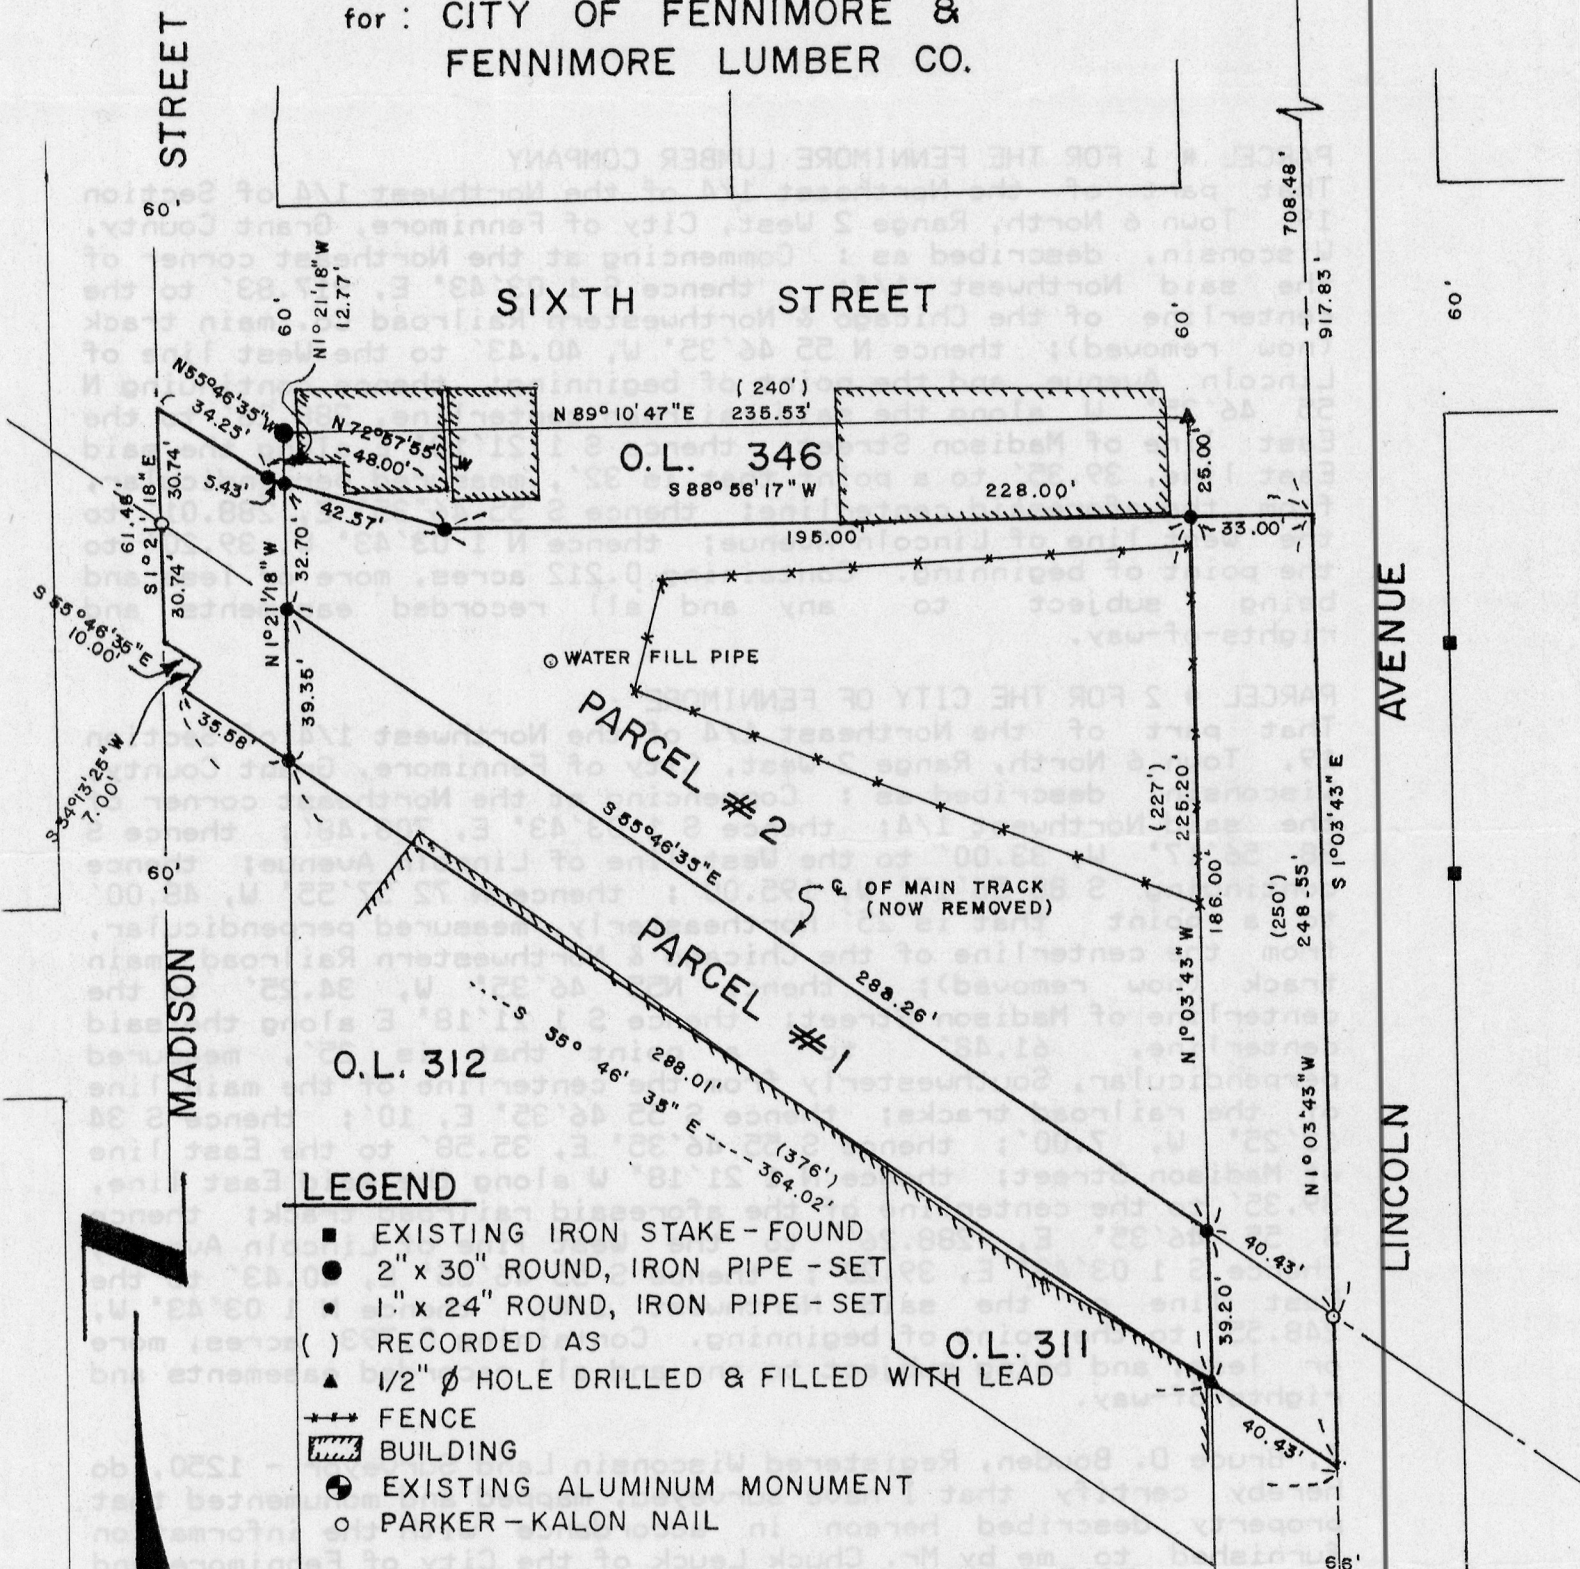 for : CITY OF FENNIMORE &
FENNIMORE LUMBER CO.
STREET
60'
708.48'
917.83'
60'
60'
60'
N1°21'18"W
12.77'
SIXTH STREET
N55°46'35"W
34.25'
N72°57'55"W
48.00'
(240')
N 89°10'47"E 235.53'
O.L. 346
S 88°56'17"W
228.00'
25.00'
33.00'
195.00'
5.43'
42.57'
61.48'
S1°21'18"E
30.74'
30.74'
32.70'
N1°21'18"W
39.35'
S 55°46'35"E
10.00'
35.58'
S 34°13'25"W
7.00'
60'
MADISON
WATER FILL PIPE
PARCEL # 2
S 55°46'35"E
℄ OF MAIN TRACK
(NOW REMOVED)
288.26'
PARCEL # 1
S 55° 46' 35" E
288.01'
(376')
364.02'
(227')
225.20'
186.00'
N1°03'43"W
(250')
248.55'
S 1°03'43"E
N1°03'43"W
AVENUE
LINCOLN
40.43'
39.20'
40.43'
O.L. 312
O.L. 311
LEGEND
EXISTING IRON STAKE-FOUND
2" x 30" ROUND, IRON PIPE-SET
1" x 24" ROUND, IRON PIPE-SET
( ) RECORDED AS
1/2" Ø HOLE DRILLED & FILLED WITH LEAD
FENCE
BUILDING
EXISTING ALUMINUM MONUMENT
PARKER-KALON NAIL